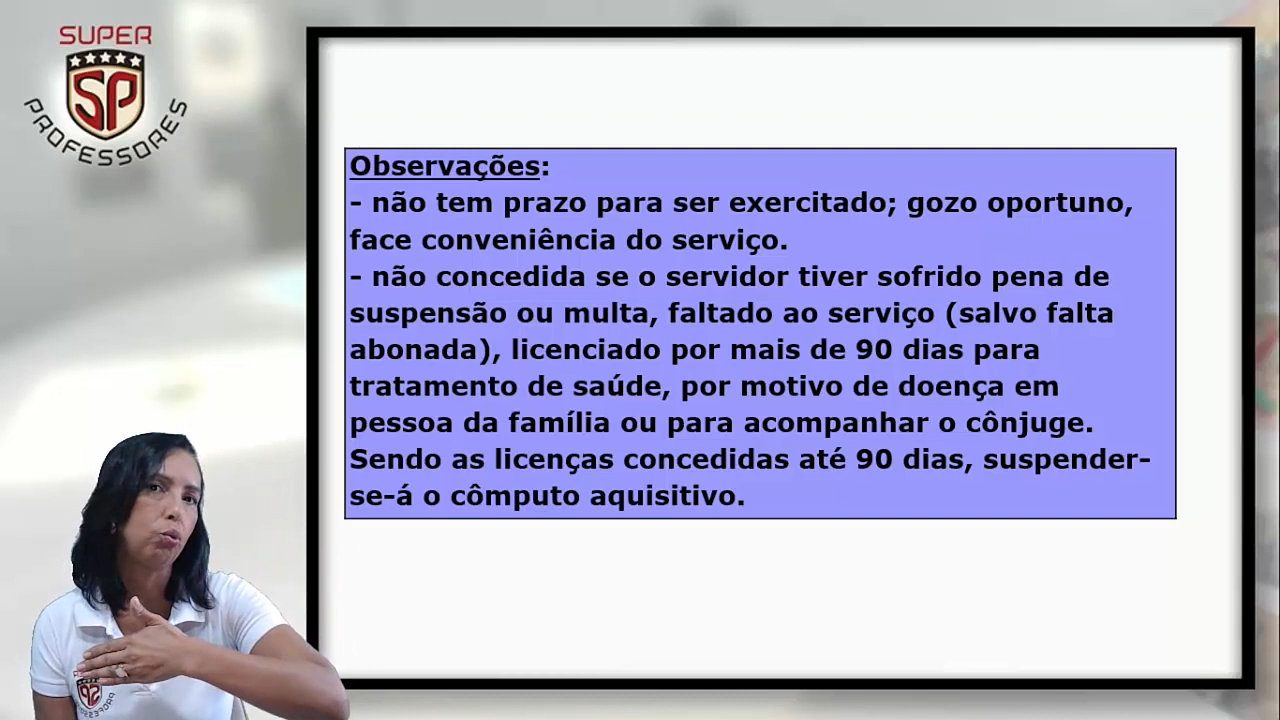 SUPER
SP
PROFESSORES
Observações:
- não tem prazo para ser exercitado; gozo oportuno,
face conveniência do serviço.
- não concedida se o servidor tiver sofrido pena de
suspensão ou multa, faltado ao serviço (salvo falta
abonada), licenciado por mais de 90 dias para
tratamento de saúde, por motivo de doença em
pessoa da família ou para acompanhar o cônjuge.
Sendo as licenças concedidas até 90 dias, suspender-
se-á o cômputo aquisitivo.